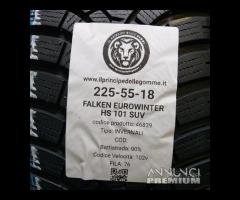 www.ilprincipedellegomme.it
225-55-18
FALKEN EUROWINTER
HS 101 SUV
codice prodotto: 46839
Tipo: INVERNALI
COD:
Battistrada: 90%
Codice Velocità: 102v
FILA: 76
ANNUNCI
PREMIUM